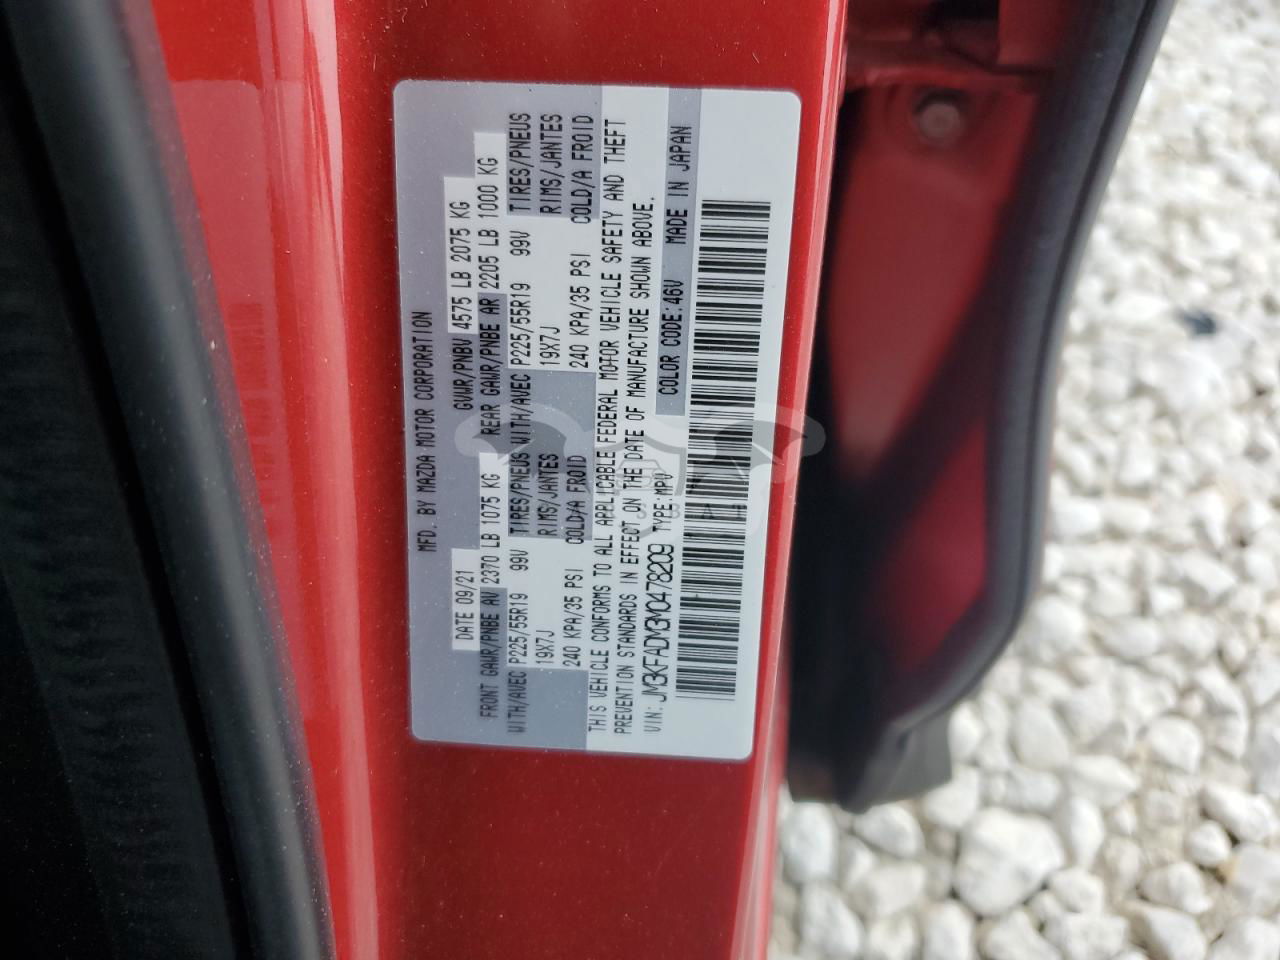 MFD. BY MAZDA MOTOR CORPORATION
DATE 09/21 GVWR/PNBV 4575 LB 2075 KG
FRONT GAWR/PNBE AV 2370 LB 1075 KG REAR GAWR/PNBE AR 2205 LB 1000 KG
WITH/AVEC P225/55R19 99V TIRES/PNEUS WITH/AVEC P225/55R19 99V TIRES/PNEUS
19X7J RIMS/JANTES 19X7J RIMS/JANTES
240 KPA/35 PSI COLD/A FROID 240 KPA/35 PSI COLD/A FROID
THIS VEHICLE CONFORMS TO ALL APPLICABLE FEDERAL MOTOR VEHICLE SAFETY AND THEFT
PREVENTION STANDARDS IN EFFECT ON THE DATE OF MANUFACTURE SHOWN ABOVE.
VIN: JM3KFADM3M0478209 TYPE:MPV COLOR CODE:46V MADE IN JAPAN